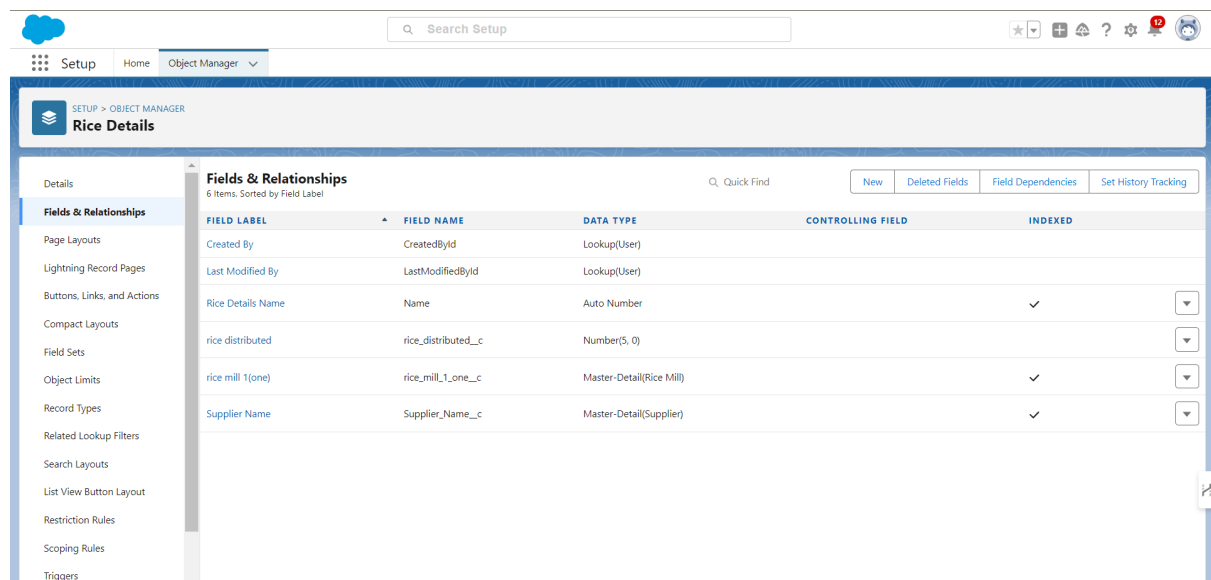 Search Setup
12
Setup Home Object Manager
SETUP > OBJECT MANAGER
Rice Details
Details
Fields & Relationships
Page Layouts
Lightning Record Pages
Buttons, Links, and Actions
Compact Layouts
Field Sets
Object Limits
Record Types
Related Lookup Filters
Search Layouts
List View Button Layout
Restriction Rules
Scoping Rules
Triggers
Fields & Relationships
6 Items. Sorted by Field Label
Quick Find New Deleted Fields Field Dependencies Set History Tracking
FIELD LABEL FIELD NAME DATA TYPE CONTROLLING FIELD INDEXED
Created By CreatedById Lookup(User)
Last Modified By LastModifiedById Lookup(User)
Rice Details Name Name Auto Number
rice distributed rice_distributed__c Number(5, 0)
rice mill 1(one) rice_mill_1_one__c Master-Detail(Rice Mill)
Supplier Name Supplier_Name__c Master-Detail(Supplier)